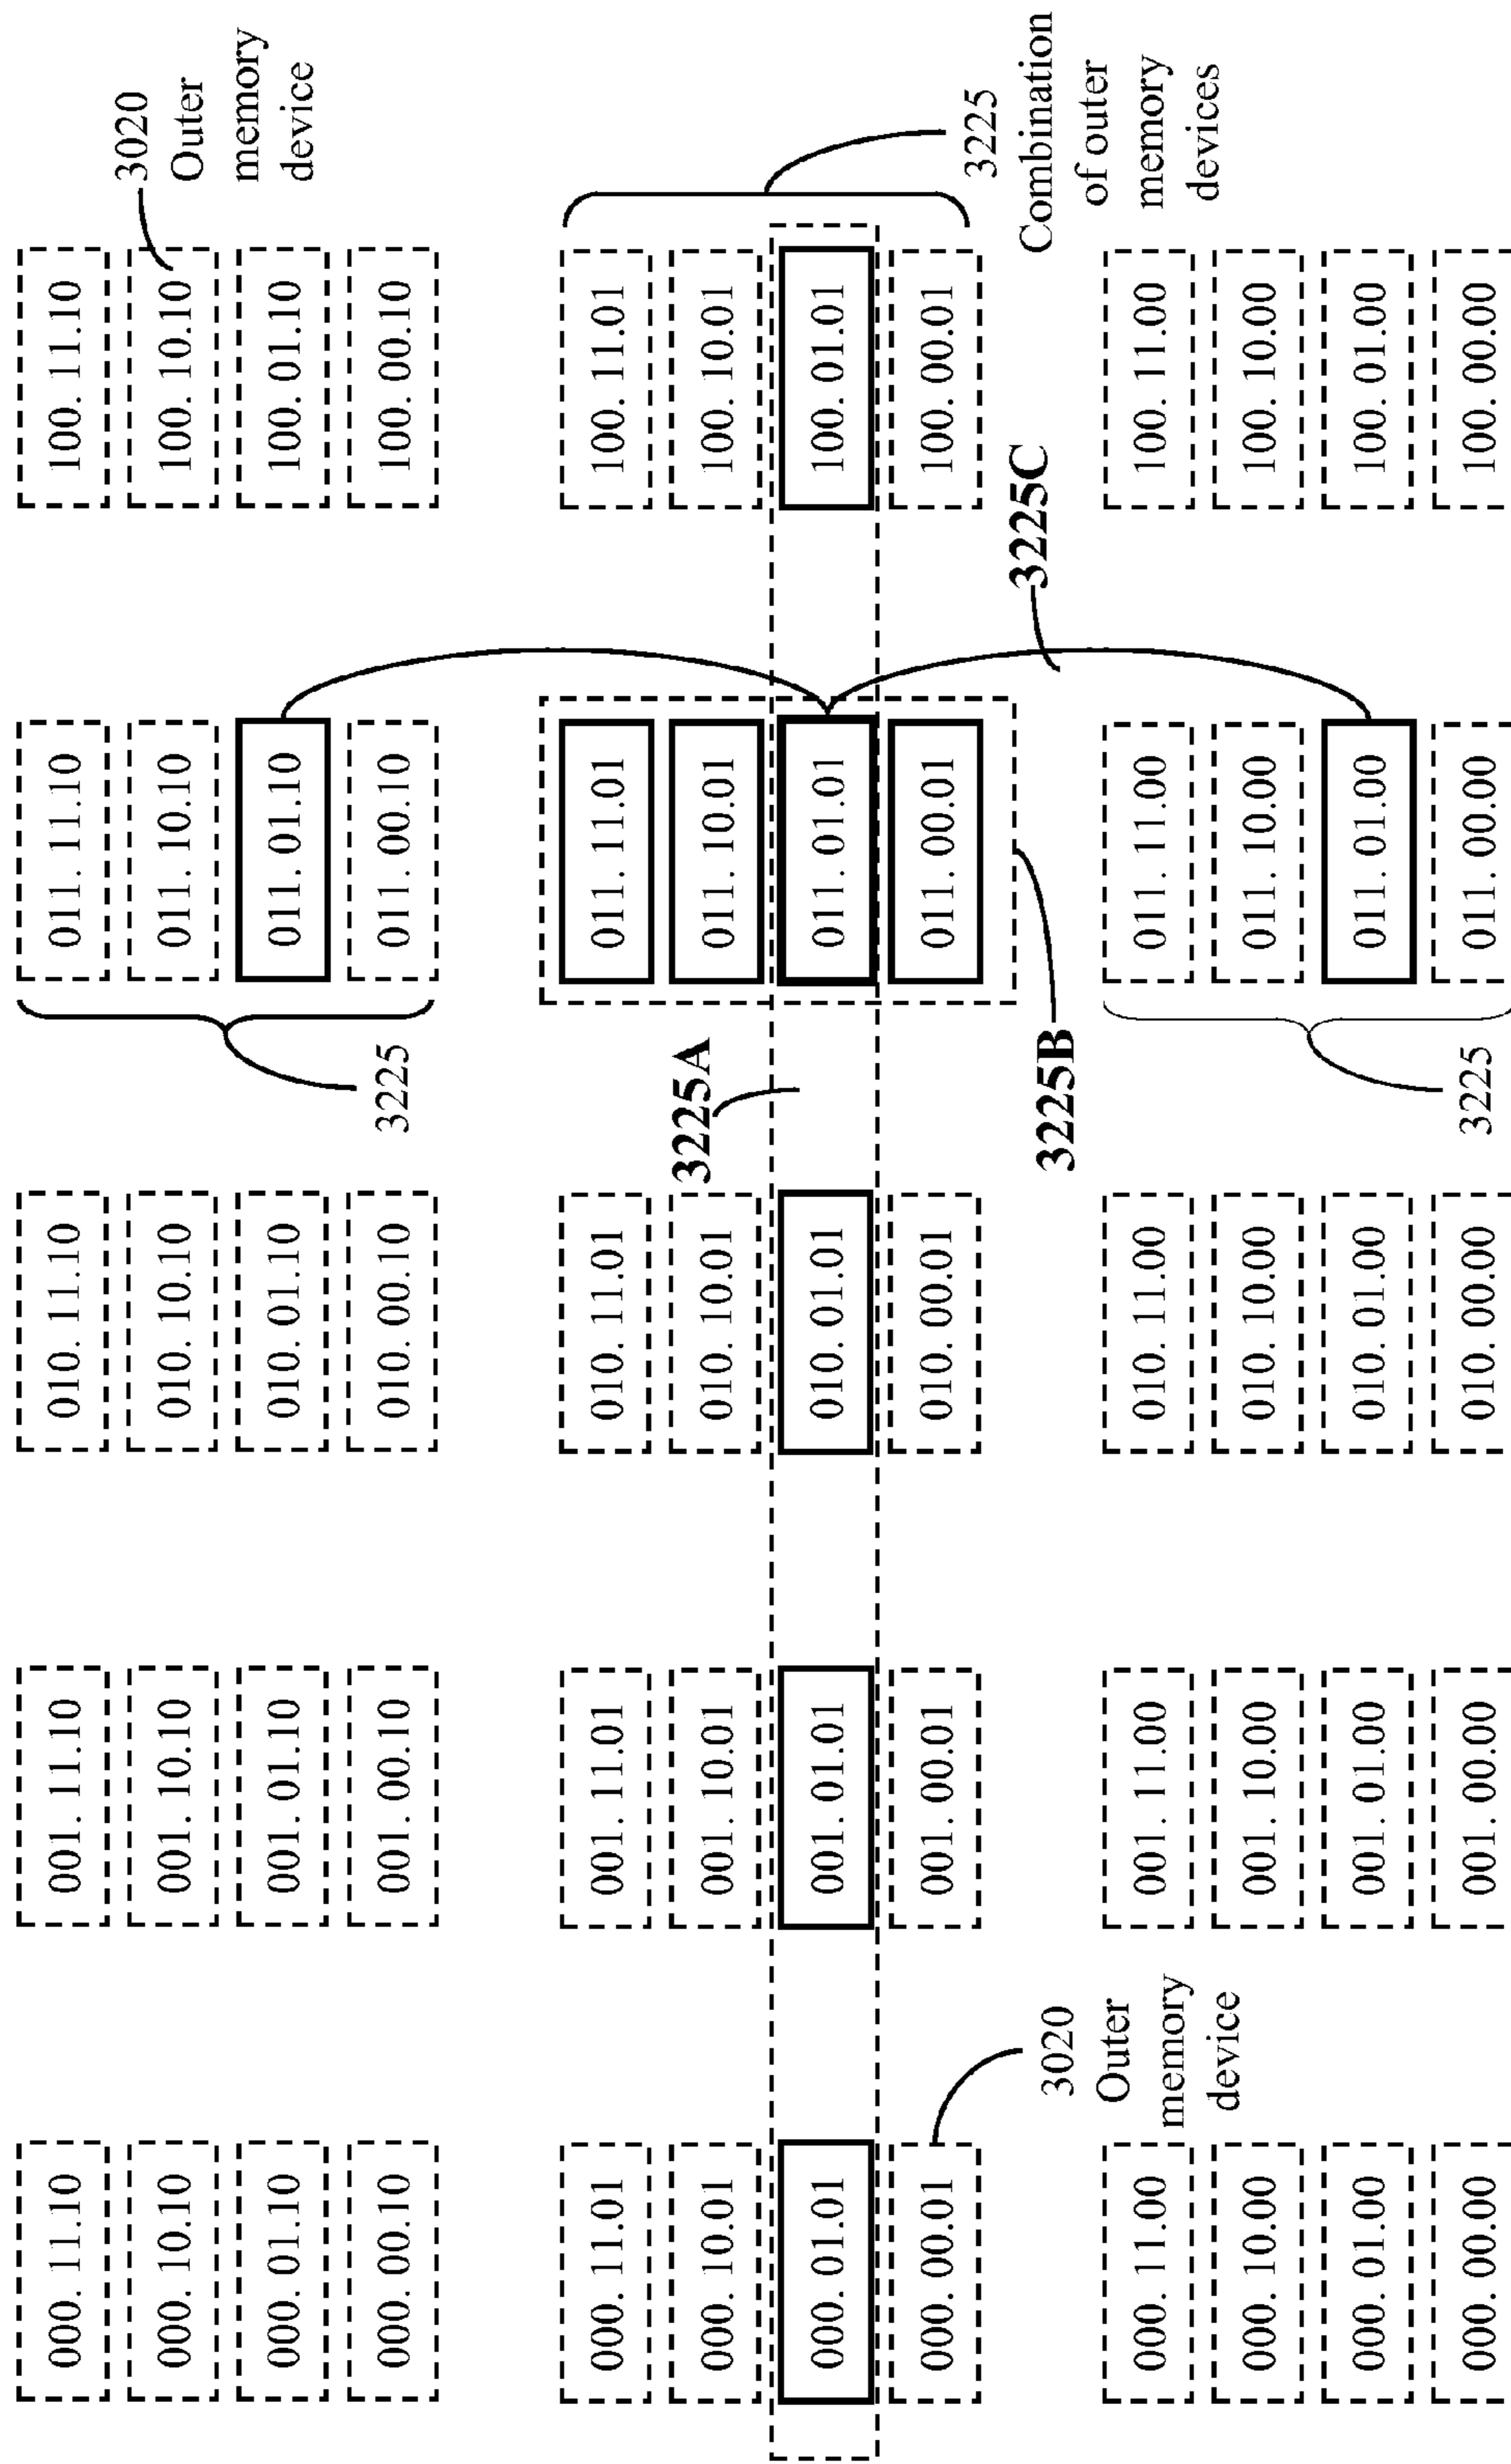 000. 11.10 001. 11.10 010. 11.10 011. 11.10 100. 11.10
3020
000. 10.10 001. 10.10 010. 10.10 011. 10.10 100. 10.10
Outer
memory
000. 01.10 001. 01.10 010. 01.10 011. 01.10 100. 01.10
device
000. 00.10 001. 00.10 010. 00.10 011. 00.10 100. 00.10
3225
000. 11.01 001. 11.01 010. 11.01 011. 11.01 100. 11.01
3225A
000. 10.01 001. 10.01 010. 10.01 011. 10.01 100. 10.01
000. 01.01 001. 01.01 010. 01.01 011. 01.01 100. 01.01
000. 00.01 001. 00.01 010. 00.01 011. 00.01 100. 00.01
3225
Combination
of outer
memory
devices
3225C
3225B
3020
Outer
memory
device
000. 11.00 001. 11.00 010. 11.00 011. 11.00 100. 11.00
000. 10.00 001. 10.00 010. 10.00 011. 10.00 100. 10.00
000. 01.00 001. 01.00 010. 01.00 011. 01.00 100. 01.00
000. 00.00 001. 00.00 010. 00.00 011. 00.00 100. 00.00
3225